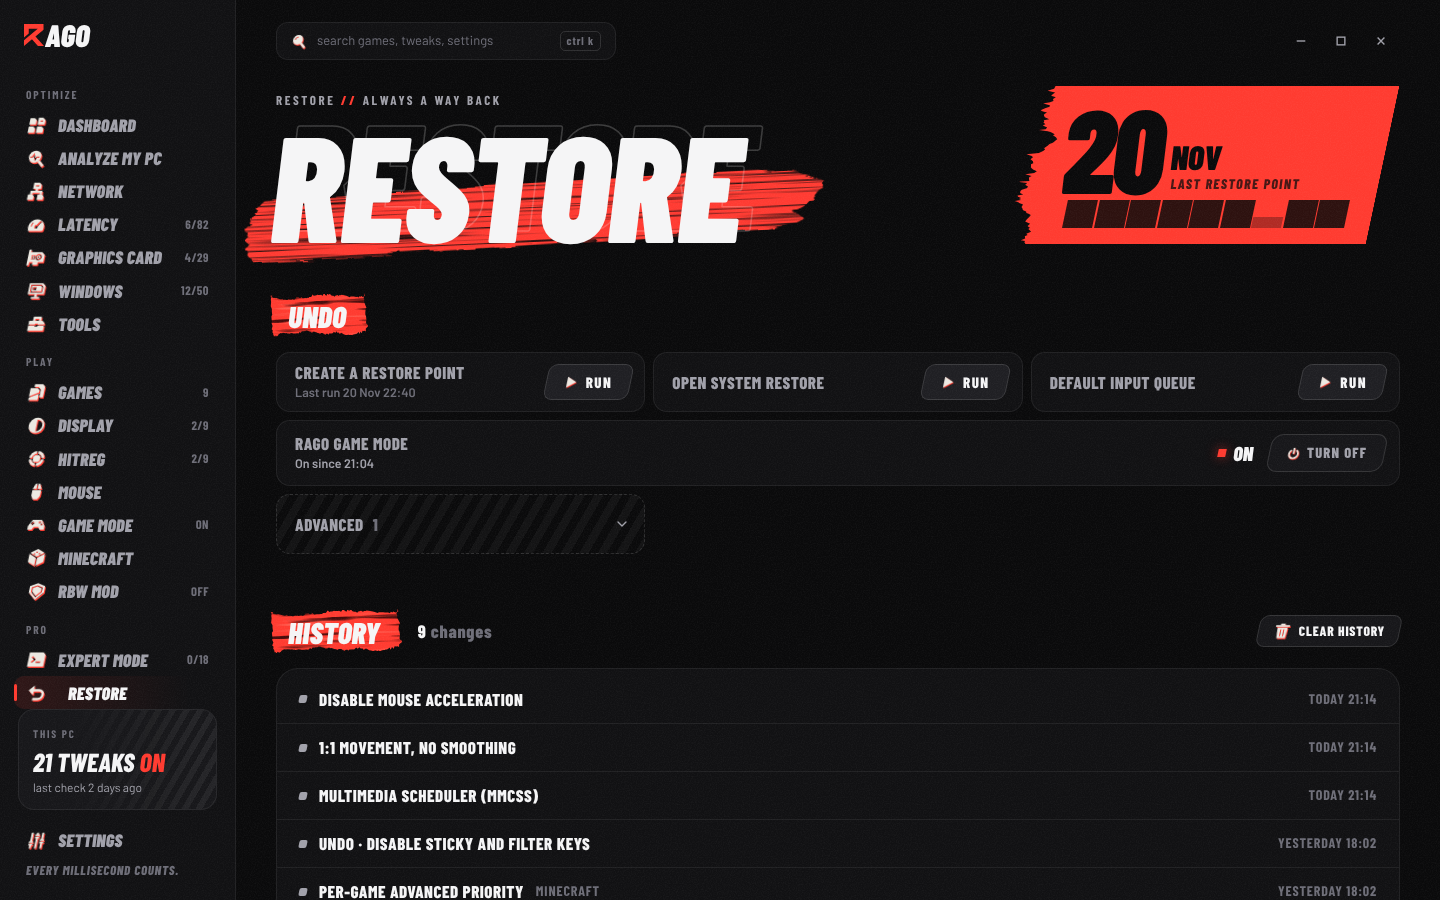 RAGO
OPTIMIZE
DASHBOARD
ANALYZE MY PC
NETWORK
LATENCY 6/82
GRAPHICS CARD 4/29
WINDOWS 12/50
TOOLS
PLAY
GAMES 9
DISPLAY 2/9
HITREG 2/9
MOUSE
GAME MODE ON
MINECRAFT
RBW MOD OFF
PRO
EXPERT MODE 0/18
RESTORE
THIS PC
21 TWEAKS ON
last check 2 days ago
SETTINGS
EVERY MILLISECOND COUNTS.
search games, tweaks, settings ctrl k
RESTORE // ALWAYS A WAY BACK
RESTORE
RESTORE
20 NOV
LAST RESTORE POINT
UNDO
CREATE A RESTORE POINT
Last run 20 Nov 22:40
RUN
OPEN SYSTEM RESTORE
RUN
DEFAULT INPUT QUEUE
RUN
RAGO GAME MODE
On since 21:04
ON
TURN OFF
ADVANCED 1
HISTORY 9 changes
CLEAR HISTORY
DISABLE MOUSE ACCELERATION TODAY 21:14
1:1 MOVEMENT, NO SMOOTHING TODAY 21:14
MULTIMEDIA SCHEDULER (MMCSS) TODAY 21:14
UNDO · DISABLE STICKY AND FILTER KEYS YESTERDAY 18:02
PER-GAME ADVANCED PRIORITY MINECRAFT YESTERDAY 18:02